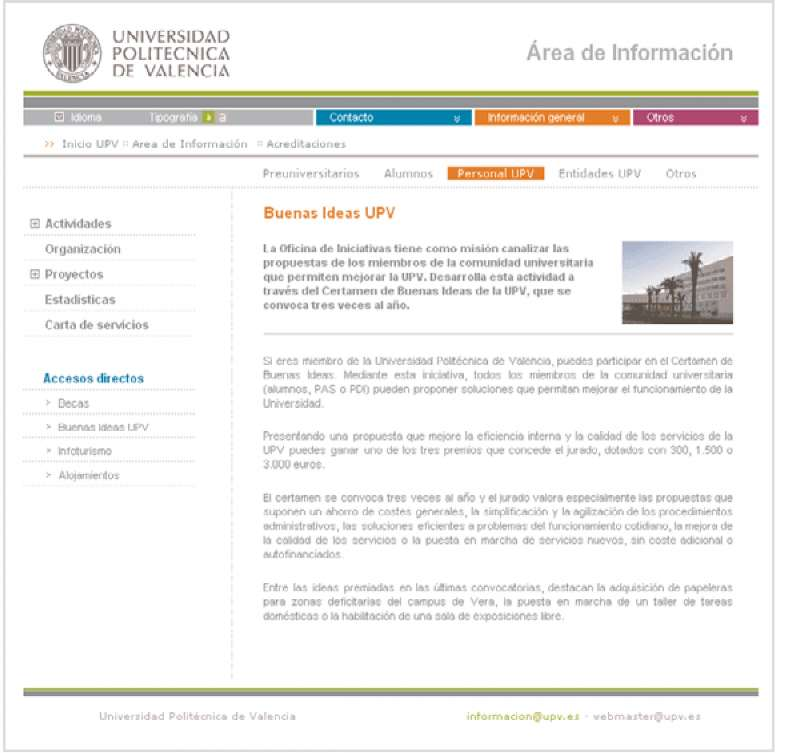 UNIVERSIDAD
POLITECNICA
DE VALENCIA
Área de Información
Idioma Tipografía a a
Contacto
Información general
Otros
>> Inicio UPV :: Area de Información :: Acreditaciones
Preuniversitarios Alumnos Personal UPV Entidades UPV Otros
Actividades
Organización
Proyectos
Estadísticas
Carta de servicios
Accesos directos
> Becas
> Buenas Ideas UPV
> Infoturismo
> Alojamientos
Buenas Ideas UPV
La Oficina de Iniciativas tiene como misión canalizar las
propuestas de los miembros de la comunidad universitaria
que permiten mejorar la UPV. Desarrolla esta actividad a
través del Certamen de Buenas Ideas de la UPV, que se
convoca tres veces al año.
Si eres miembro de la Universidad Politécnica de Valencia, puedes participar en el Certamen de
Buenas Ideas. Mediante esta iniciativa, todos los miembros de la comunidad universitaria
(alumnos, PAS o PDI) pueden proponer soluciones que permitan mejorar el funcionamiento de la
Universidad.
Presentando una propuesta que mejore la eficiencia interna y la calidad de los servicios de la
UPV puedes ganar uno de los tres premios que concede el jurado, dotados con 300, 1.500 o
3.000 euros.
El certamen se convoca tres veces al año y el jurado valora especialmente las propuestas que
suponen un ahorro de costes generales, la simplificación y la agilización de los procedimientos
administrativos, las soluciones eficientes a problemas del funcionamiento cotidiano, la mejora de
la calidad de los servicios o la puesta en marcha de servicios nuevos, sin coste adicional o
autofinanciados.
Entre las ideas premiadas en las últimas convocatorias, destacan la adquisición de papeleras
para zonas deficitarias del campus de Vera, la puesta en marcha de un taller de tareas
domésticas o la habilitación de una sala de exposiciones libre.
Universidad Politécnica de Valencia
informacion@upv.es · webmaster@upv.es